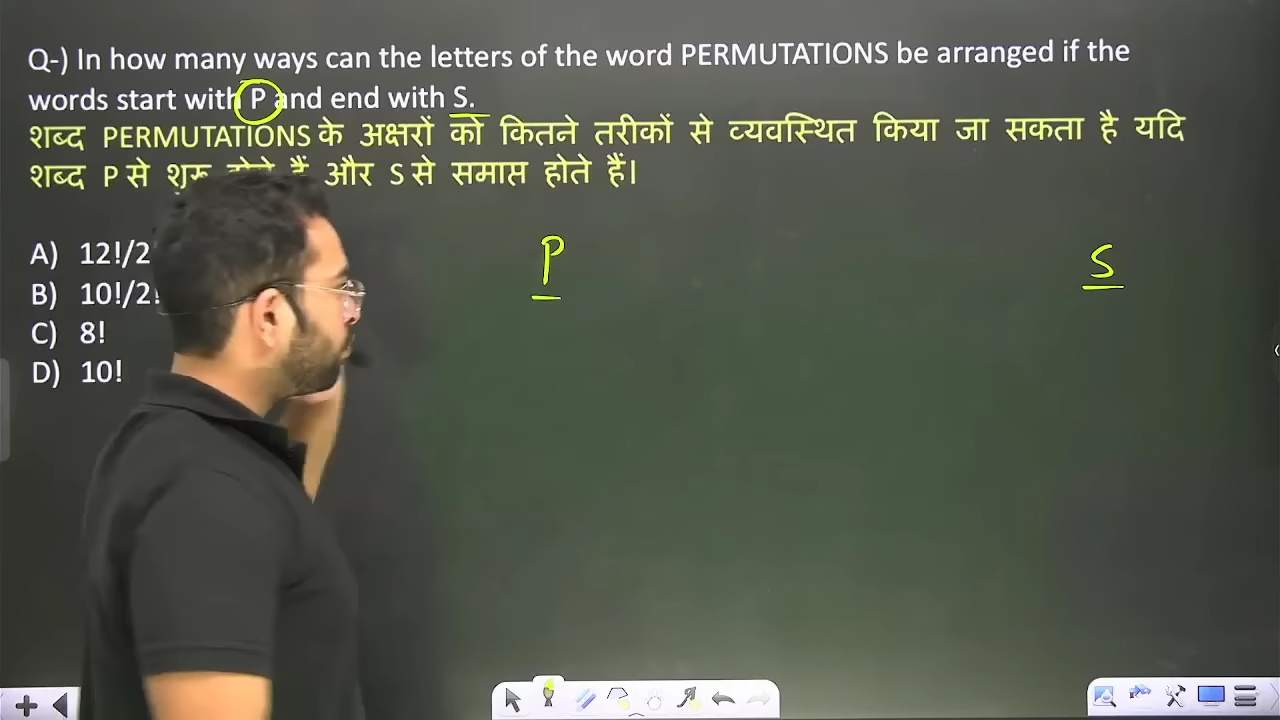 Q-) In how many ways can the letters of the word PERMUTATIONS be arranged if the
words start with P and end with S.
शब्द PERMUTATIONS के अक्षरों को कितने तरीकों से व्यवस्थित किया जा सकता है यदि
शब्द P से शुरू होते हैं और S से समाप्त होते हैं।
A) 12!/2
B) 10!/2!
C) 8!
D) 10!
P S